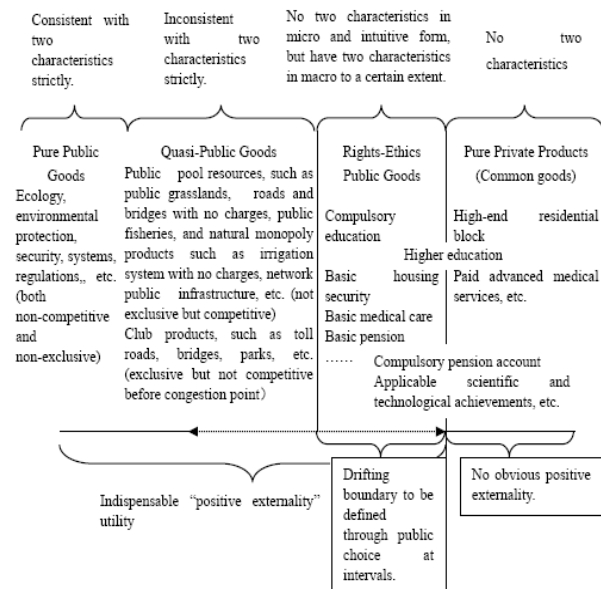 Consistent with
two
characteristics
strictly.
Inconsistent
with two
characteristics
strictly.
No two characteristics in
micro and intuitive form,
but have two characteristics
in macro to a certain extent.
No two
characteristics
Pure Public
Goods
Ecology,
environmental
protection,
security, systems,
regulations,, etc.
(both
non-competitive
and
non-exclusive)
Quasi-Public Goods
Public pool resources, such as
public grasslands, roads and
bridges with no charges, public
fisheries, and natural monopoly
products such as irrigation
system with no charges, network
public infrastructure, etc. (not
exclusive but competitive)
Club products, such as toll
roads, bridges, parks, etc.
(exclusive but not competitive
before congestion point)
Rights-Ethics
Public Goods
Compulsory
education
Pure Private Products
(Common goods)
High-end residential
block
Higher education
Basic housing
security
Basic medical care
Basic pension
……
Paid advanced medical
services, etc.
Compulsory pension account
Applicable scientific and
technological achievements, etc.
Indispensable “positive externality”
utility
Drifting
boundary to be
defined
through public
choice at
intervals.
No obvious positive
externality.